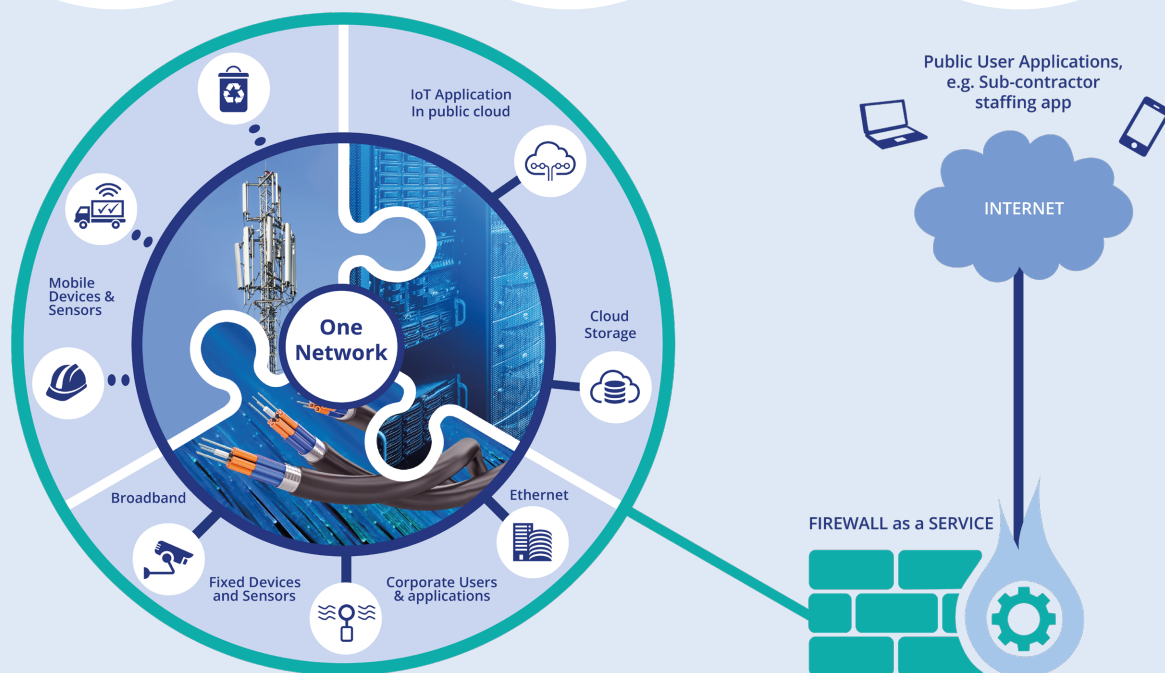 IoT Application
In public cloud
Public User Applications,
e.g. Sub-contractor
staffing app
INTERNET
Mobile
Devices &
Sensors
One
Network
Cloud
Storage
Broadband
Ethernet
Fixed Devices
and Sensors
Corporate Users
& applications
FIREWALL as a SERVICE